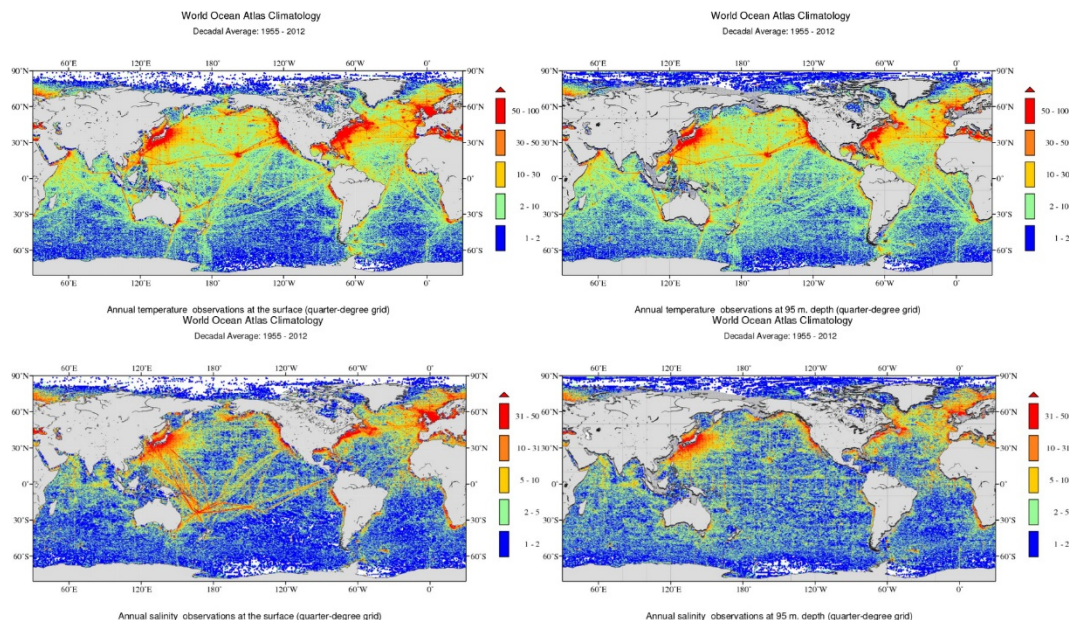 World Ocean Atlas Climatology
Decadal Average: 1955 - 2012
60˚E 120˚E 180˚ 120˚W 60˚W 0˚
90˚N 90˚N
60˚N 60˚N
30˚N 30˚N
0˚ 0˚
30˚S 30˚S
60˚S 60˚S
60˚E 120˚E 180˚ 120˚W 60˚W 0˚
50 - 100
30 - 50
10 - 30
2 - 10
1 - 2
Annual temperature observations at the surface (quarter-degree grid)
World Ocean Atlas Climatology
Decadal Average: 1955 - 2012
60˚E 120˚E 180˚ 120˚W 60˚W 0˚
90˚N 90˚N
60˚N 60˚N
30˚N 30˚N
0˚ 0˚
30˚S 30˚S
60˚S 60˚S
60˚E 120˚E 180˚ 120˚W 60˚W 0˚
50 - 100
30 - 50
10 - 30
2 - 10
1 - 2
Annual temperature observations at 95 m. depth (quarter-degree grid)
World Ocean Atlas Climatology
Decadal Average: 1955 - 2012
60˚E 120˚E 180˚ 120˚W 60˚W 0˚
90˚N 90˚N
60˚N 60˚N
30˚N 30˚N
0˚ 0˚
30˚S 30˚S
60˚S 60˚S
60˚E 120˚E 180˚ 120˚W 60˚W 0˚
31 - 50
10 - 31
5 - 10
2 - 5
1 - 2
Annual salinity observations at the surface (quarter-degree grid)
World Ocean Atlas Climatology
Decadal Average: 1955 - 2012
60˚E 120˚E 180˚ 120˚W 60˚W 0˚
90˚N 90˚N
60˚N 60˚N
30˚N 30˚N
0˚ 0˚
30˚S 30˚S
60˚S 60˚S
60˚E 120˚E 180˚ 120˚W 60˚W 0˚
31 - 50
10 - 31
5 - 10
2 - 5
1 - 2
Annual salinity observations at 95 m. depth (quarter-degree grid)